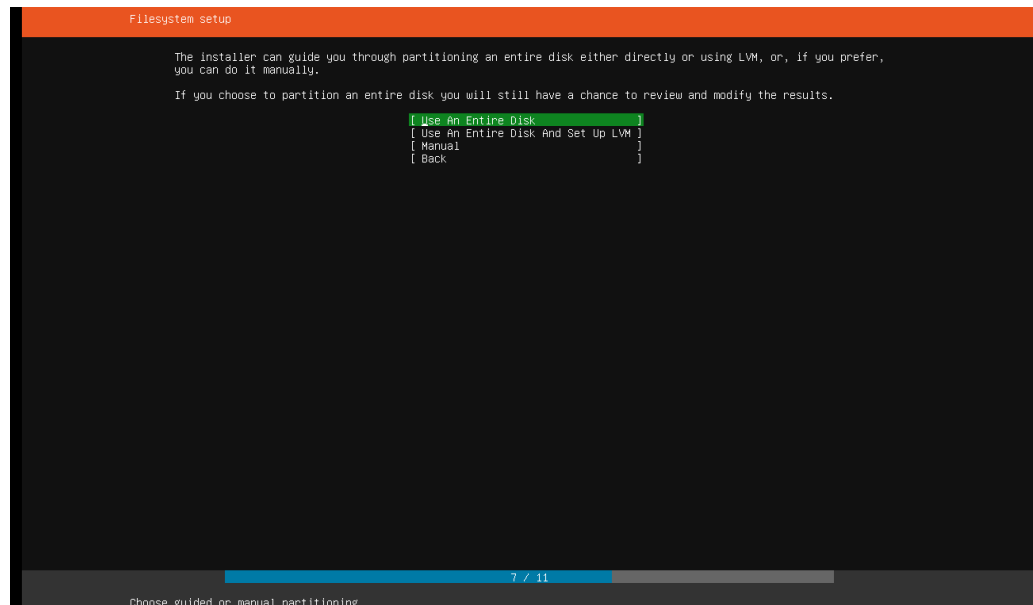 Filesystem setup
The installer can guide you through partitioning an entire disk either directly or using LVM, or, if you prefer,
you can do it manually.
If you choose to partition an entire disk you will still have a chance to review and modify the results.
[ Use An Entire Disk ]
[ Use An Entire Disk And Set Up LVM ]
[ Manual ]
[ Back ]
7 / 11
Choose guided or manual partitioning